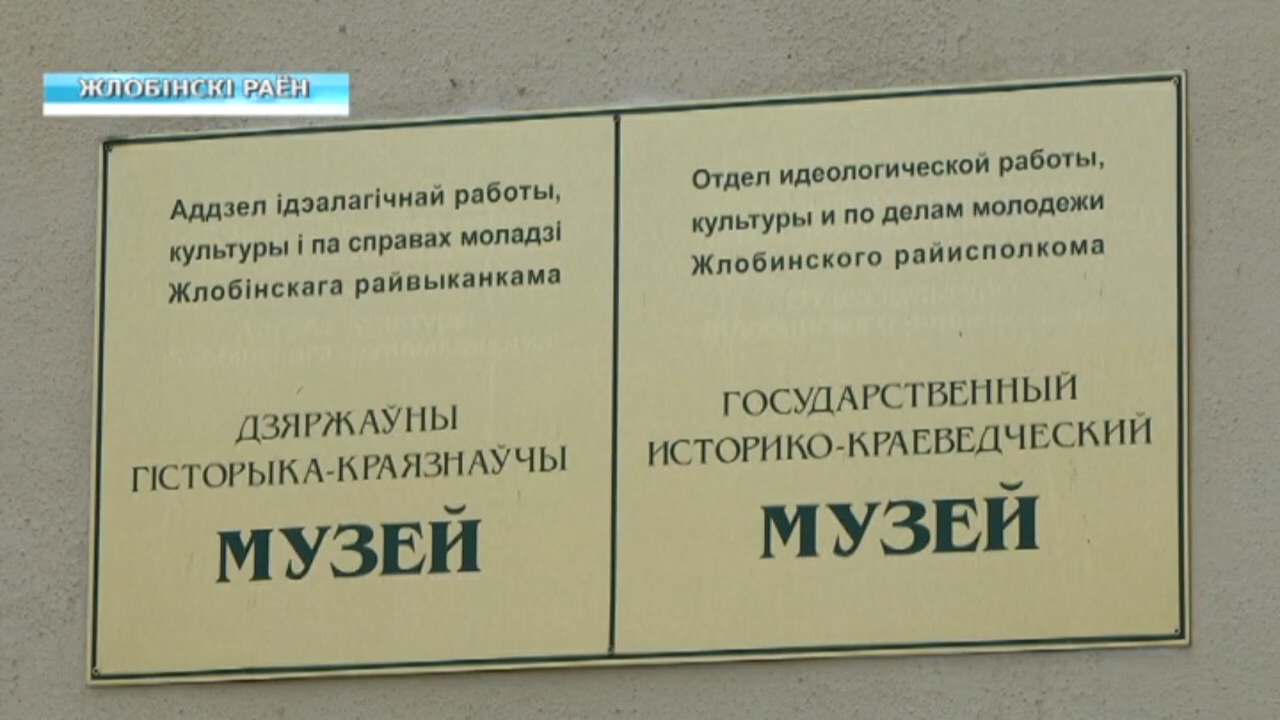 ЖЛОБІНСКІ РАЁН
Аддзел ідэалагічнай работы,
культуры і па справах моладзі
Жлобінскага райвыканкама
ДЗЯРЖАЎНЫ
ГІСТОРЫКА-КРАЯЗНАЎЧЫ
МУЗЕЙ
Отдел идеологической работы,
культуры и по делам молодежи
Жлобинского райисполкома
ГОСУДАРСТВЕННЫЙ
ИСТОРИКО-КРАЕВЕДЧЕСКИЙ
МУЗЕЙ